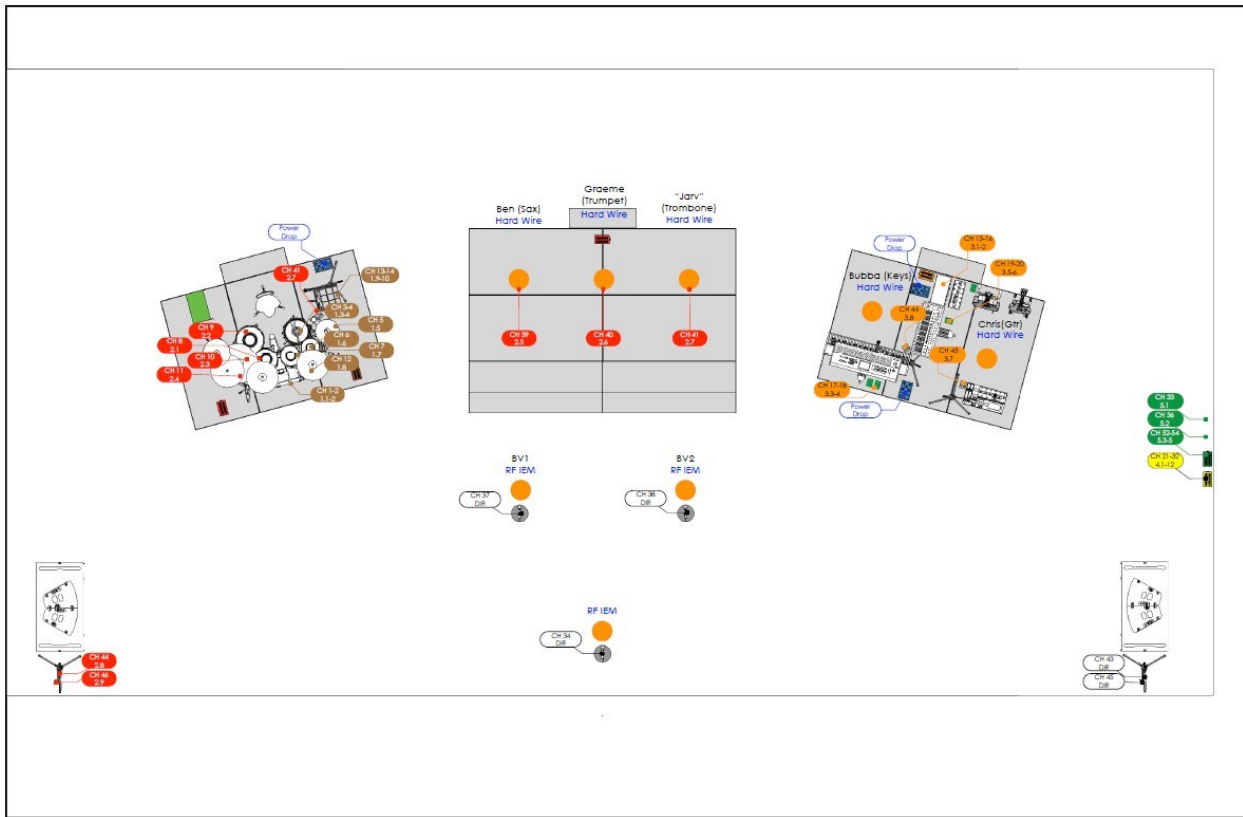 Graeme
(Trumpet)
Hard Wire
Ben (Sax)
Hard Wire
"Jarv"
(Trombone)
Hard Wire
Power
Drop
CH 41
2.7
CH 13-14
1.9-10
CH 3-4
1.3-4
CH 5
1.5
CH 9
2.2
CH 6
1.6
CH 8
2.1
CH 7
1.7
CH 10
2.3
CH 12
1.8
CH 11
2.4
CH 1-2
1.1-2
CH 39
2.5
CH 40
2.6
CH 41
2.7
Power
Drop
CH 15-16
3.1-2
CH 19-20
3.5-6
Bubba (Keys)
Hard Wire
CH 44
3.8
Chris(Gtr)
Hard Wire
CH 43
3.7
CH 17-18
3.3-4
Power
Drop
CH 33
5.1
CH 36
5.2
CH 53-54
5.3-5
CH 21-32
4.1-12
BV1
RF IEM
CH 37
DIR
BV2
RF IEM
CH 38
DIR
RF IEM
CH 34
DIR
CH 44
2.8
CH 46
2.9
CH 43
DIR
CH 45
DIR